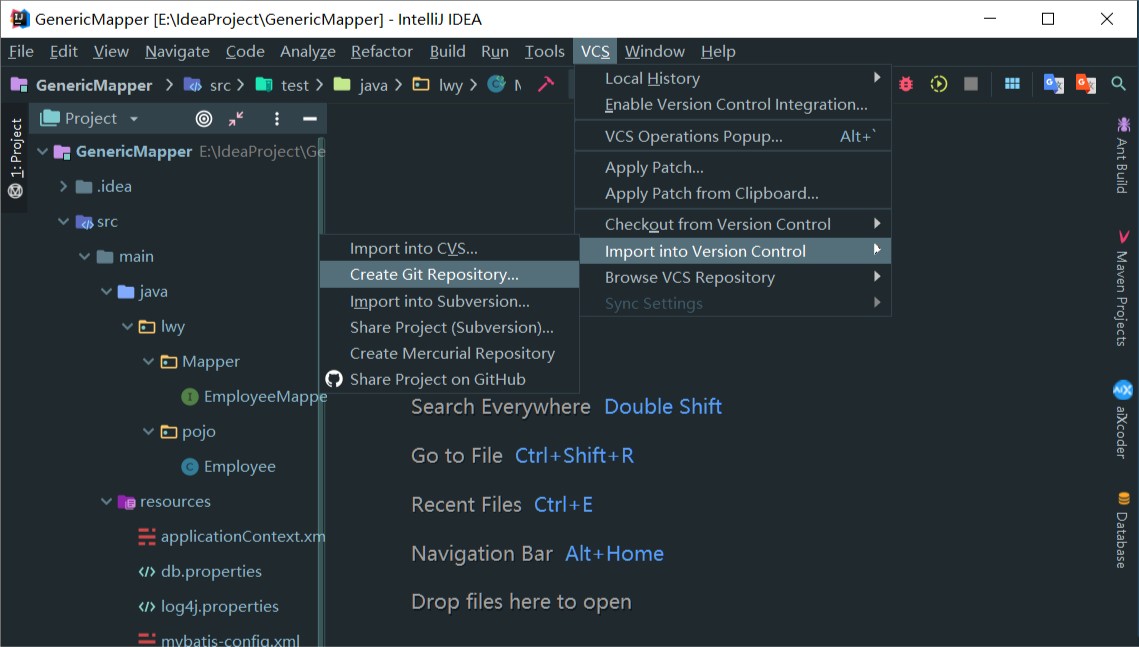 GenericMapper [E:\IdeaProject\GenericMapper] - IntelliJ IDEA
File Edit View Navigate Code Analyze Refactor Build Run Tools VCS Window Help
GenericMapper src test java lwy
Project
1: Project
GenericMapper E:\IdeaProject\Ge
.idea
src
main
java
lwy
Mapper
EmployeeMappe
pojo
Employee
resources
applicationContext.xm
db.properties
log4j.properties
mybatis-config.xml
Local History
Enable Version Control Integration...
VCS Operations Popup... Alt+`
Apply Patch...
Apply Patch from Clipboard...
Checkout from Version Control
Import into Version Control
Browse VCS Repository
Sync Settings
Import into CVS...
Create Git Repository...
Import into Subversion...
Share Project (Subversion)...
Create Mercurial Repository
Share Project on GitHub
Search Everywhere Double Shift
Go to File Ctrl+Shift+R
Recent Files Ctrl+E
Navigation Bar Alt+Home
Drop files here to open
Ant Build
Maven Projects
aiXcoder
Database